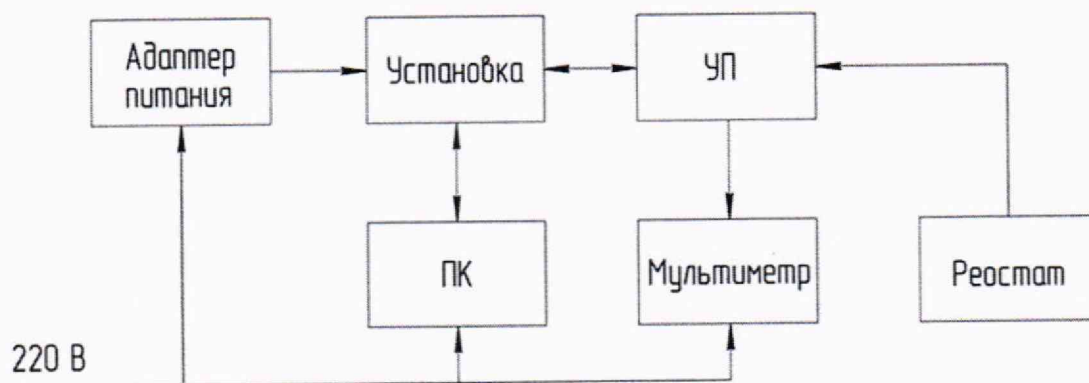 Адаптер
питания
Установка
УП
ПК
Мультиметр
Реостат
220 В